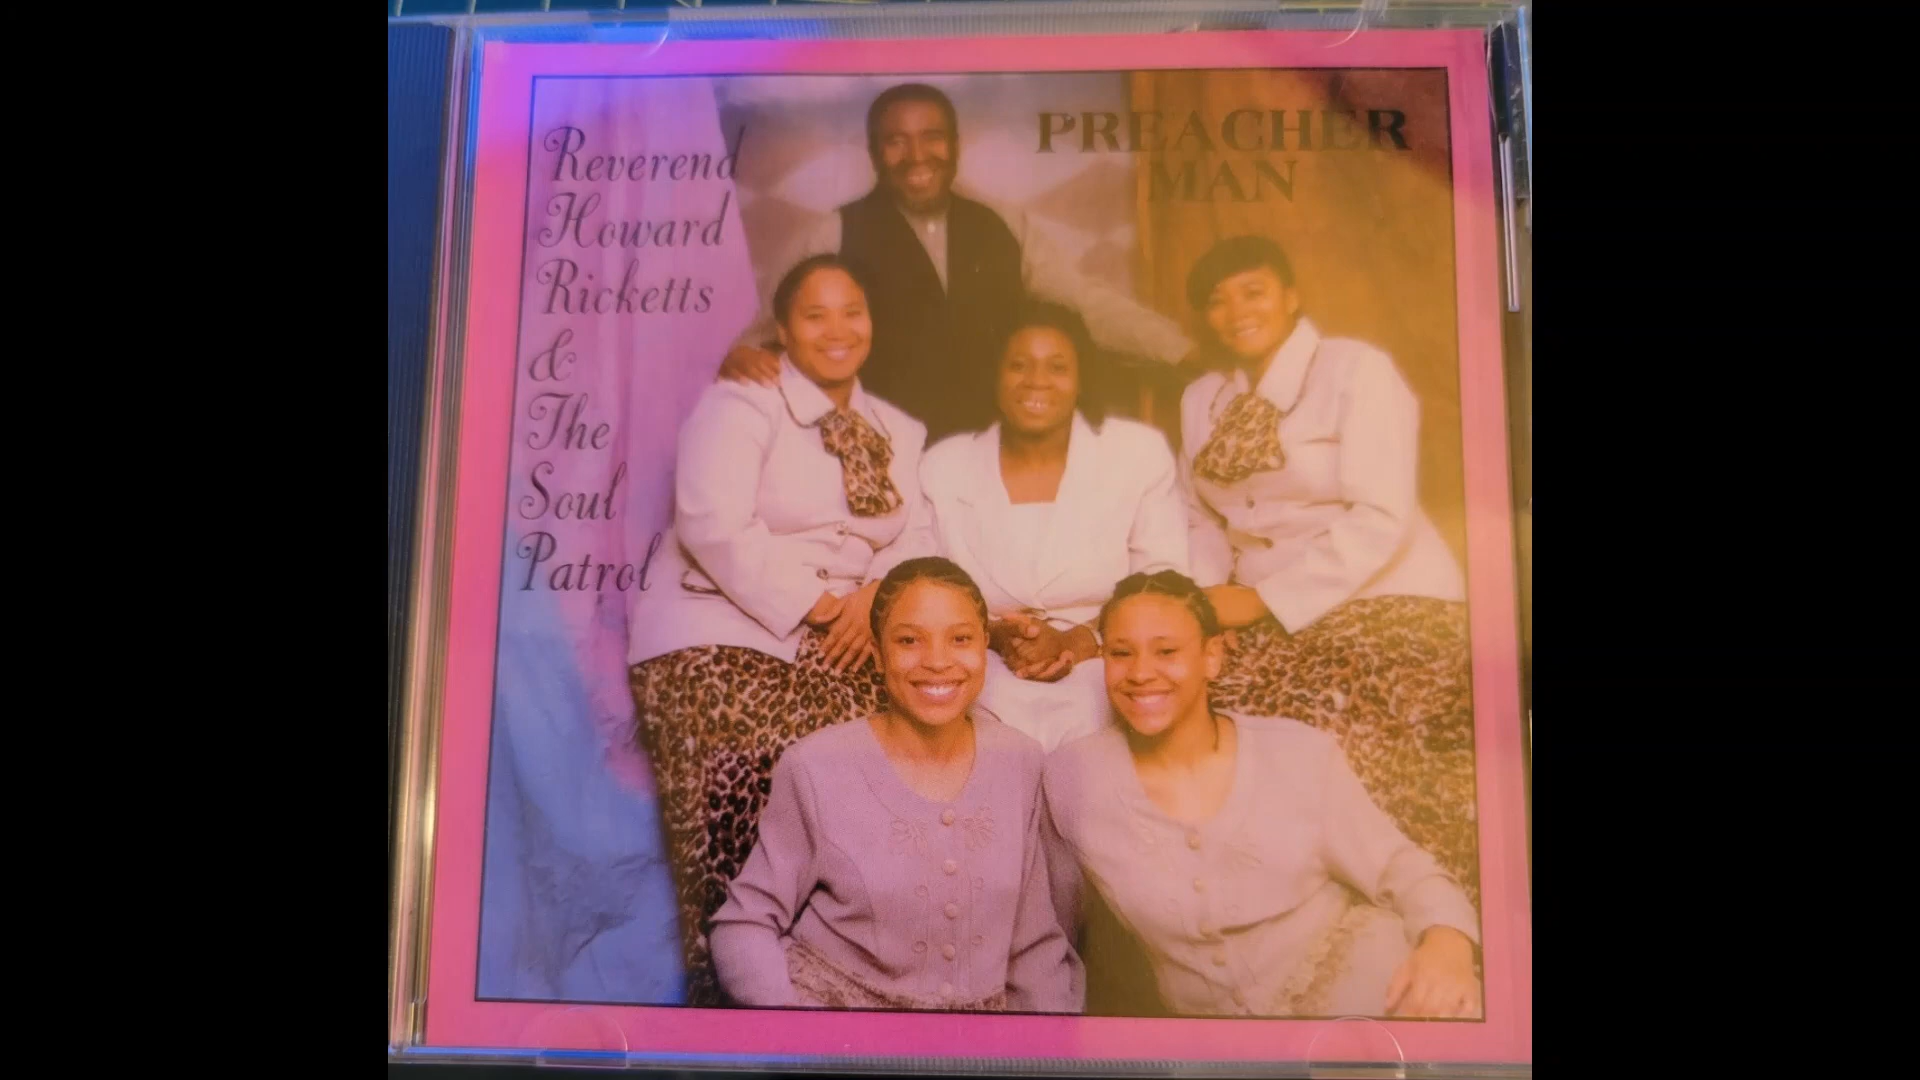 Reverend
Howard
Ricketts
&
The
Soul
Patrol
PREACHER
MAN